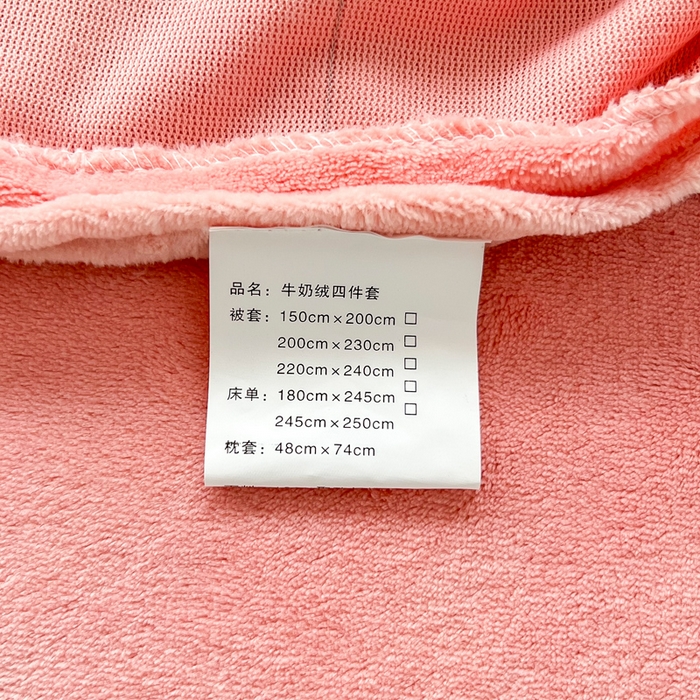 品名：牛奶绒四件套
被套：150cm×200cm □
200cm×230cm □
220cm×240cm □
床单：180cm×245cm □
245cm×250cm □
枕套：48cm×74cm